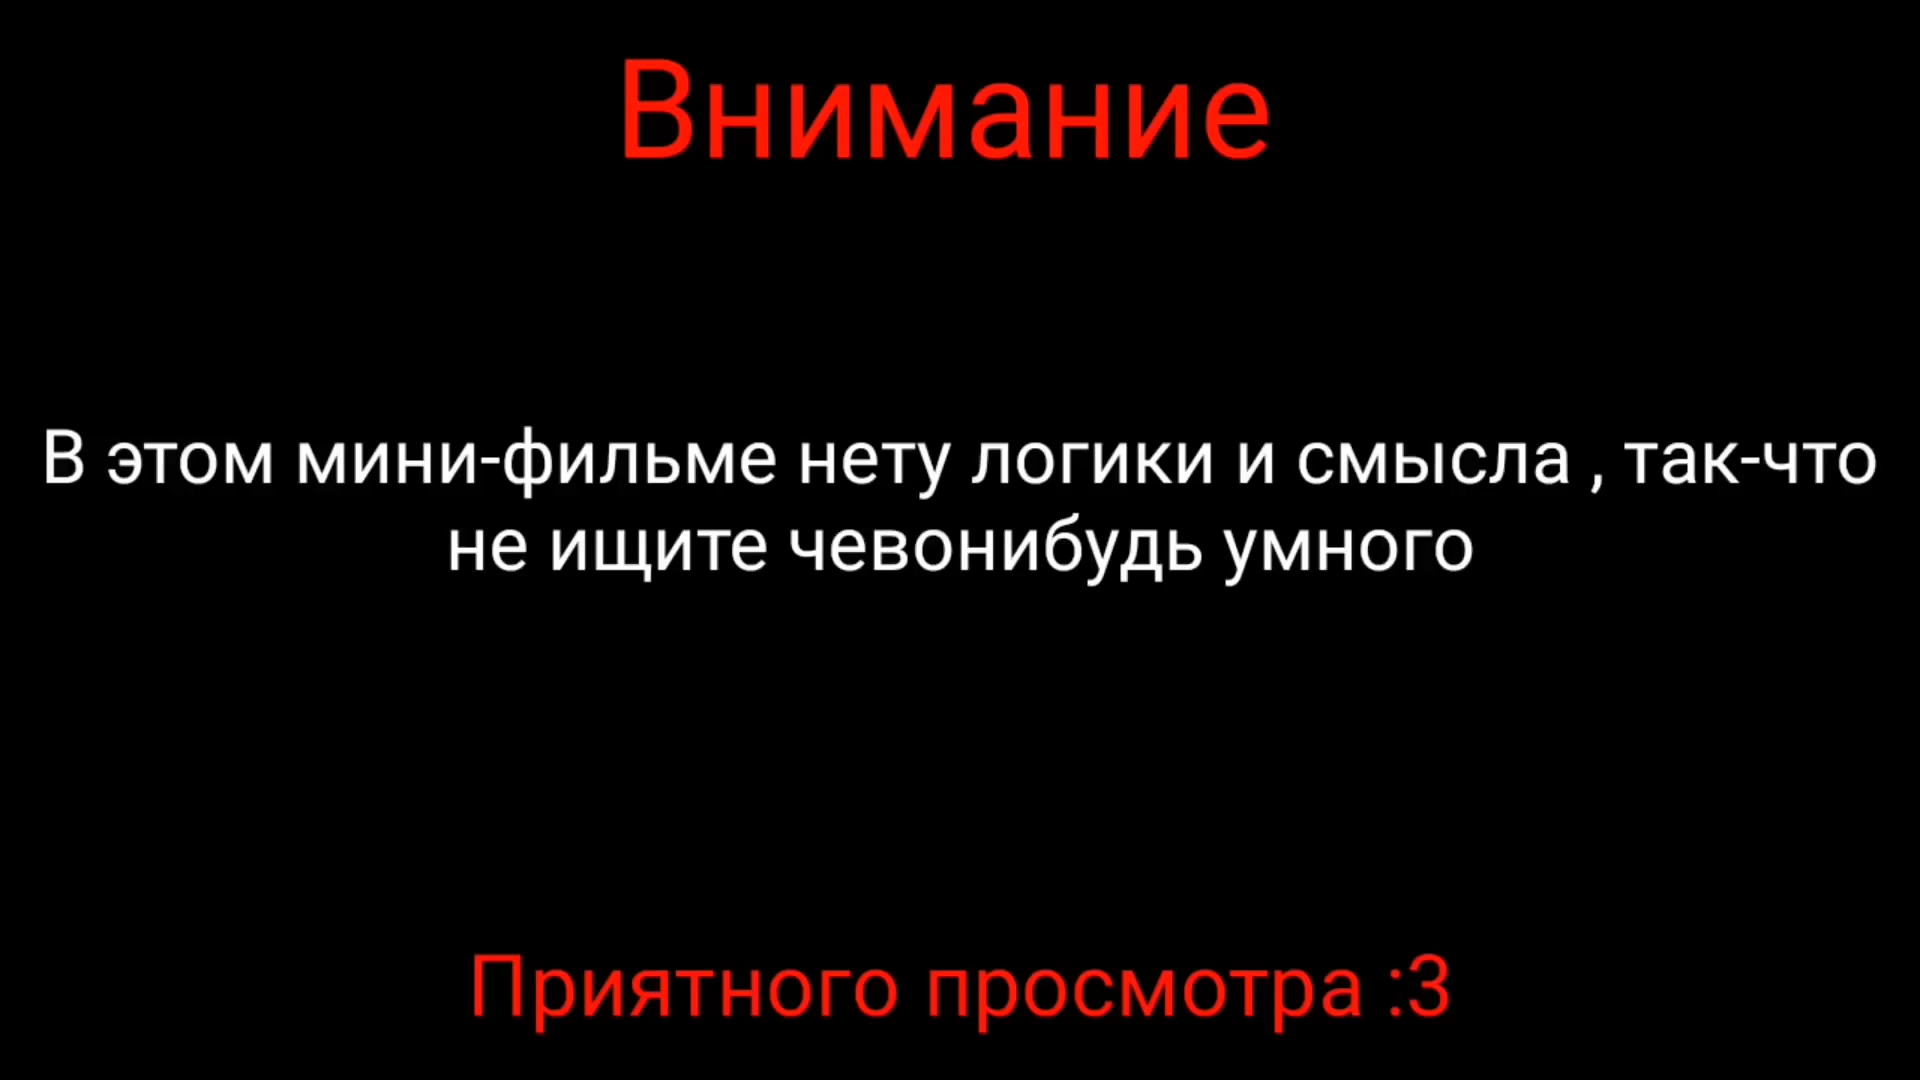 Внимание
В этом мини-фильме нету логики и смысла , так-что
не ищите чевонибудь умного
Приятного просмотра :3